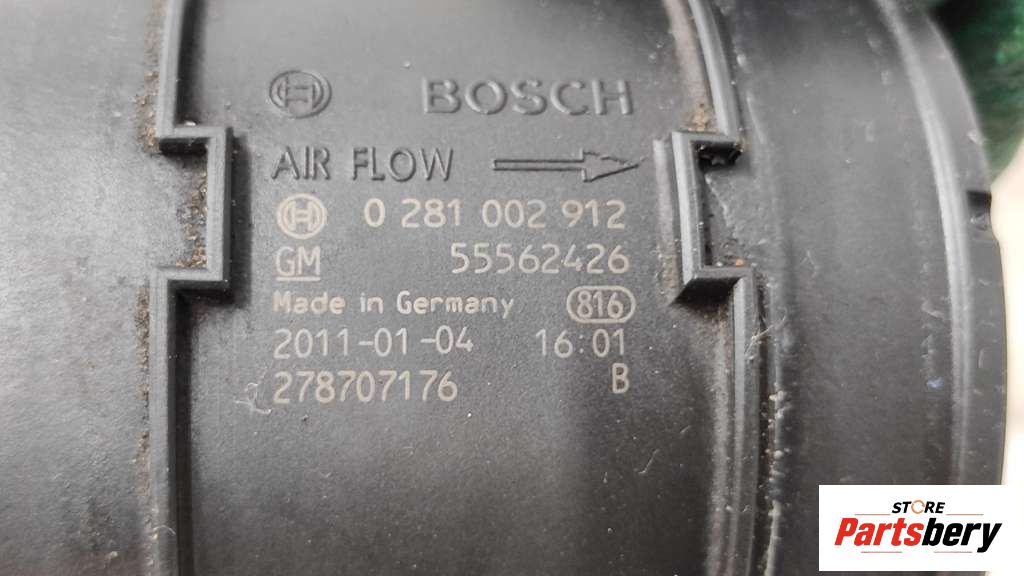 BOSCH
AIR FLOW
0 281 002 912
GM 55562426
Made in Germany 816
2011-01-04 16:01
278707176 B
STORE
Partsbery